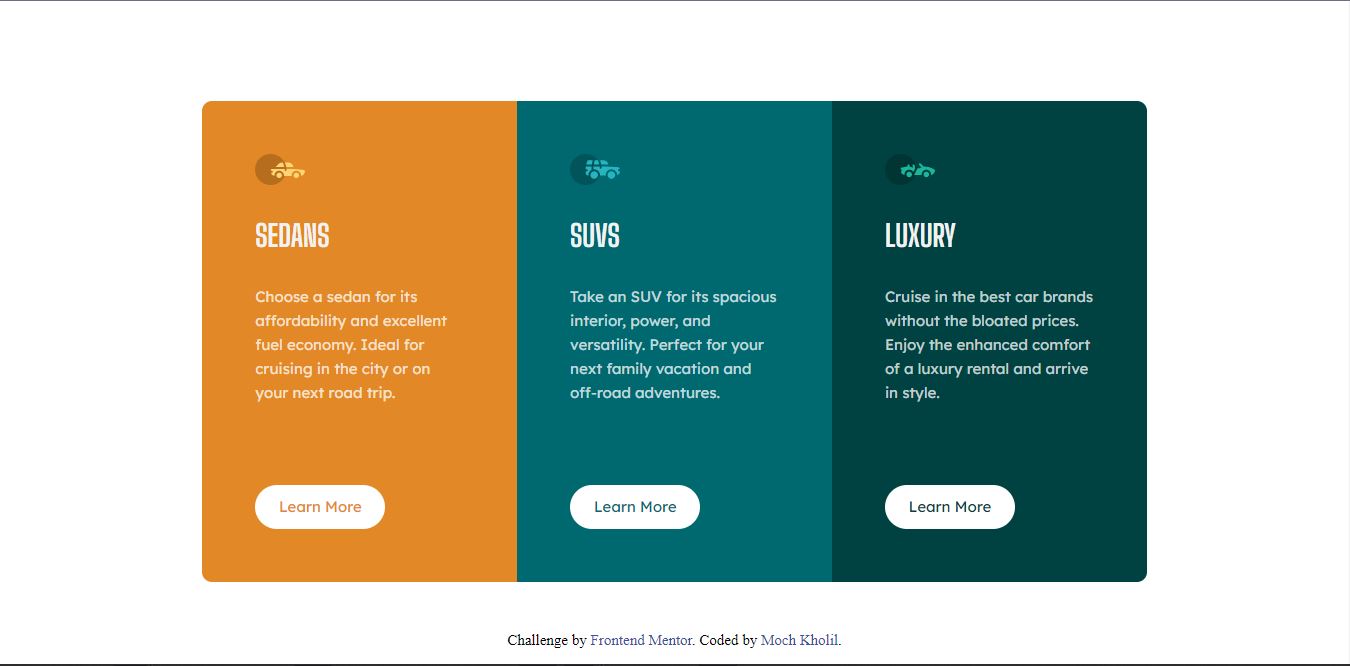 SEDANS
Choose a sedan for its
affordability and excellent
fuel economy. Ideal for
cruising in the city or on
your next road trip.
Learn More
SUVS
Take an SUV for its spacious
interior, power, and
versatility. Perfect for your
next family vacation and
off-road adventures.
Learn More
LUXURY
Cruise in the best car brands
without the bloated prices.
Enjoy the enhanced comfort
of a luxury rental and arrive
in style.
Learn More
Challenge by Frontend Mentor. Coded by Moch Kholil.